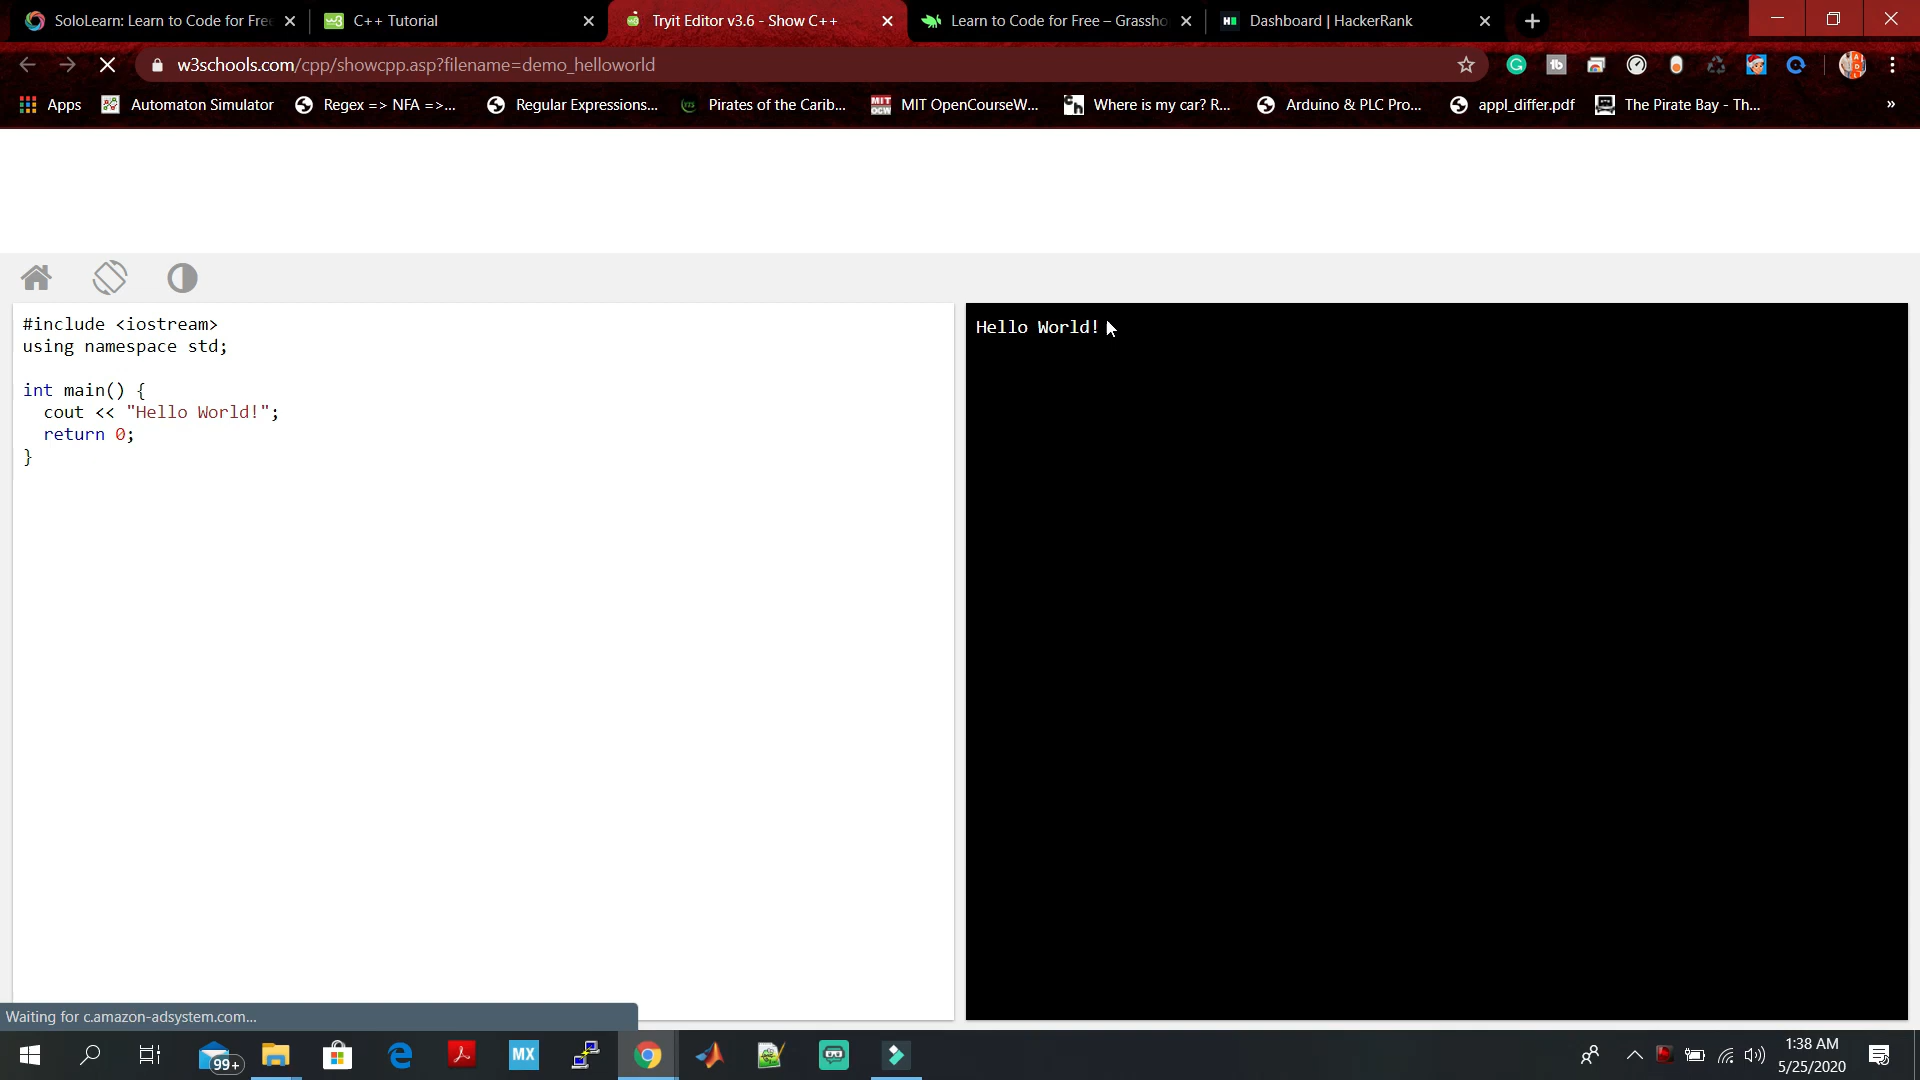 SoloLearn: Learn to Code for Fre
C++ Tutorial
Tryit Editor v3.6 - Show C++
Learn to Code for Free – Grassho
Dashboard | HackerRank
w3schools.com/cpp/showcpp.asp?filename=demo_helloworld
Apps
Automaton Simulator
Regex => NFA =>...
Regular Expressions...
Pirates of the Carib...
MIT OpenCourseW...
Where is my car? R...
Arduino & PLC Pro...
appl_differ.pdf
The Pirate Bay - Th...
»
#include <iostream>
using namespace std;
int main() {
cout << "Hello World!";
return 0;
}
Hello World!
Waiting for c.amazon-adsystem.com...
99+
MX
1:38 AM
5/25/2020